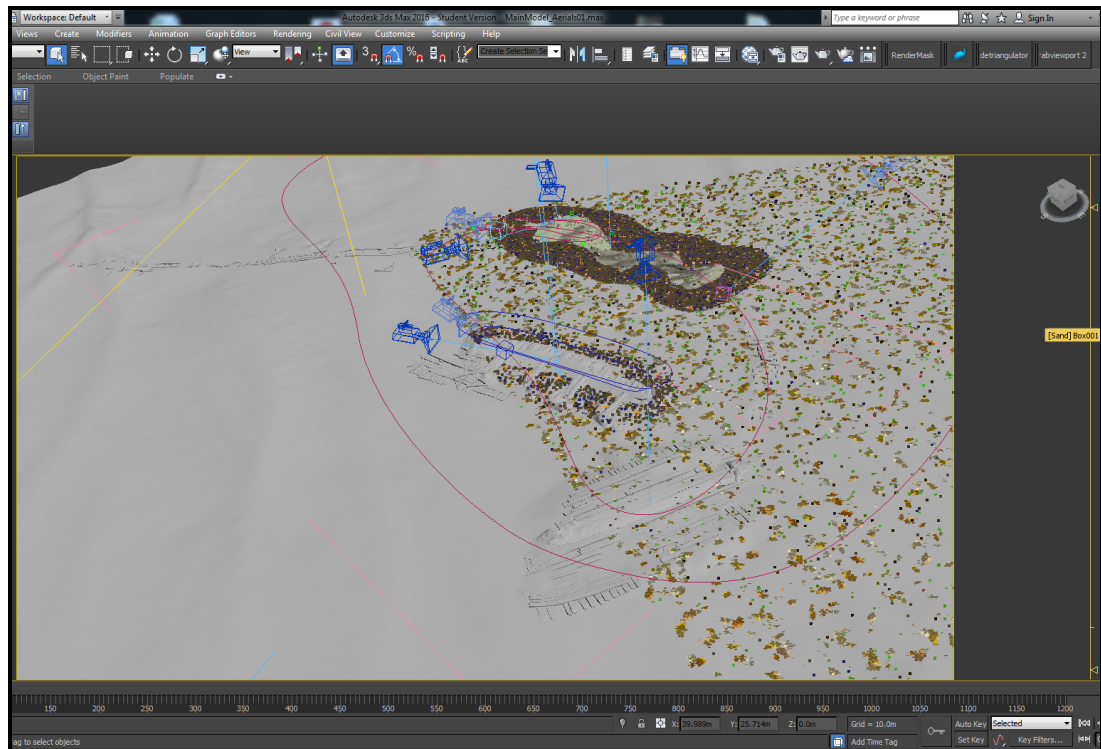 Workspace: Default
Autodesk 3ds Max 2016 - Student Version MainModel_Aerials01.max
Type a keyword or phrase
Sign In
Views Create Modifiers Animation Graph Editors Rendering Civil View Customize Scripting Help
View
3
Create Selection Se
RenderMask
detriangulator
abviewport 2
Selection Object Paint Populate
[Sand] Box001
150 200 250 300 350 400 450 500 550 600 650 700 750 800 850 900 950 1000 1050 1100 1150 1200
X: 39.989m Y: 25.714m Z: 0.0m Grid = 10.0m Auto Key Selected
ag to select objects Add Time Tag Set Key Key Filters...